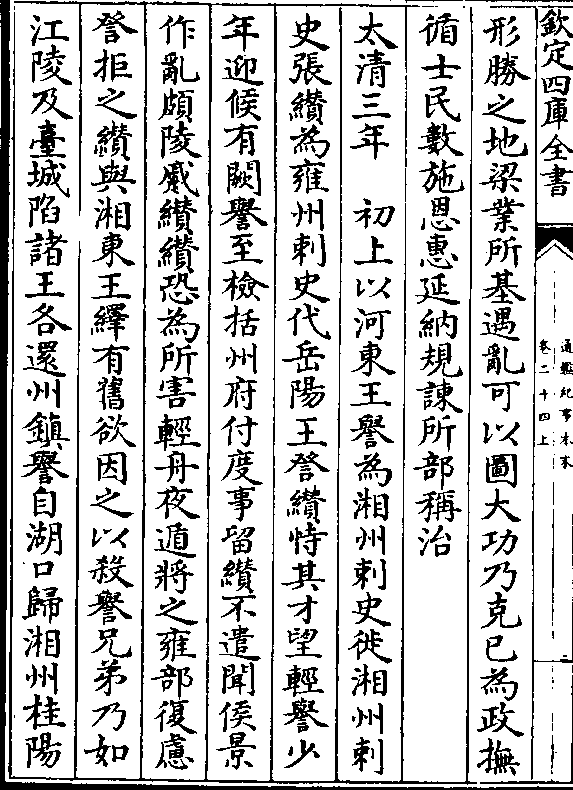 欽定四庫全書
通鑑紀事本末
卷二十四上
形勝之地梁業所基遇亂可以圖大功乃克已為政撫
循士民數施恩惠延納規諫所部稱治
太清三年　初上以河東王譽為湘州刺史徙湘州刺
史張纘為雍州刺史代岳陽王詧纘恃其才望輕譽少
年迎候有闕譽至檢括州府付度事留纘不遣聞侯景
作亂頗陵蹙纘纘恐為所害輕舟夜遁將之雍部復慮
詧拒之纘與湘東王繹有舊欲因之以殺譽兄弟乃如
江陵及臺城陷諸王各還州鎮譽自湖口歸湘州桂陽